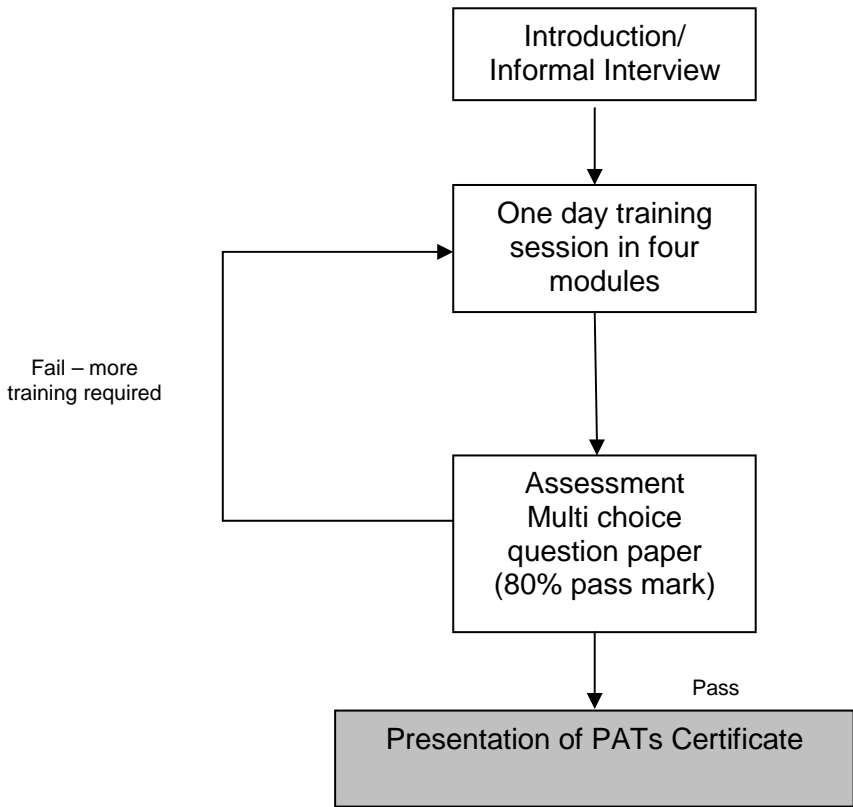 Introduction/
Informal Interview
One day training
session in four
modules
Fail – more
training required
Assessment
Multi choice
question paper
(80% pass mark)
Pass
Presentation of PATs Certificate